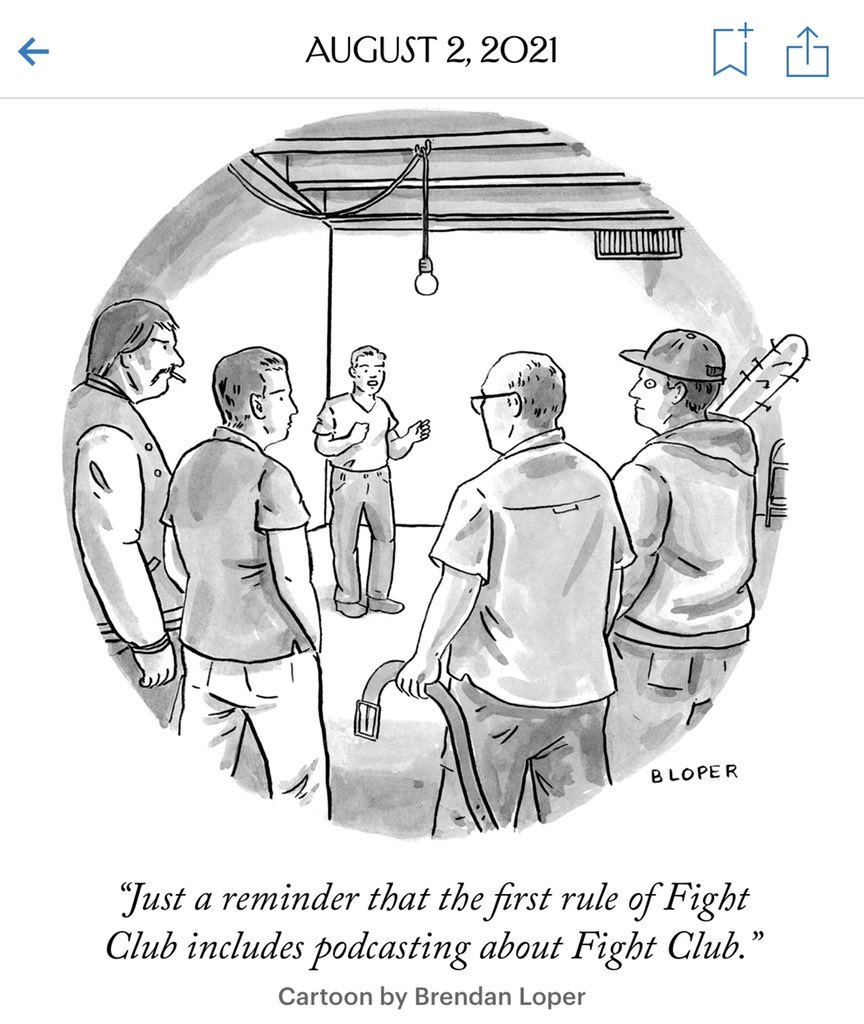 AUGUST 2, 2021
BLOPER
“Just a reminder that the first rule of Fight
Club includes podcasting about Fight Club.”
Cartoon by Brendan Loper